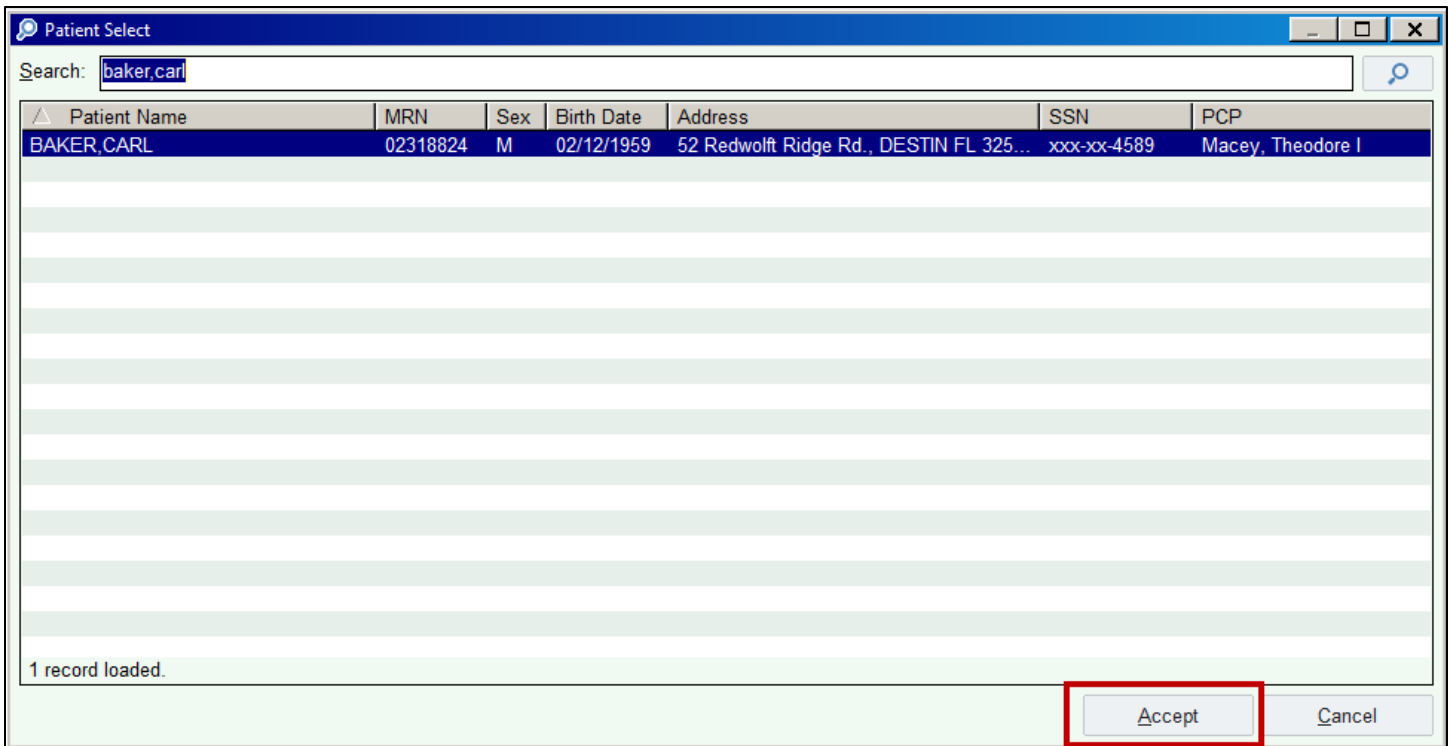 Patient Select
Search: baker,carl
Patient Name MRN Sex Birth Date Address SSN PCP
BAKER,CARL 02318824 M 02/12/1959 52 Redwolft Ridge Rd., DESTIN FL 325... xxx-xx-4589 Macey, Theodore I
1 record loaded.
Accept Cancel